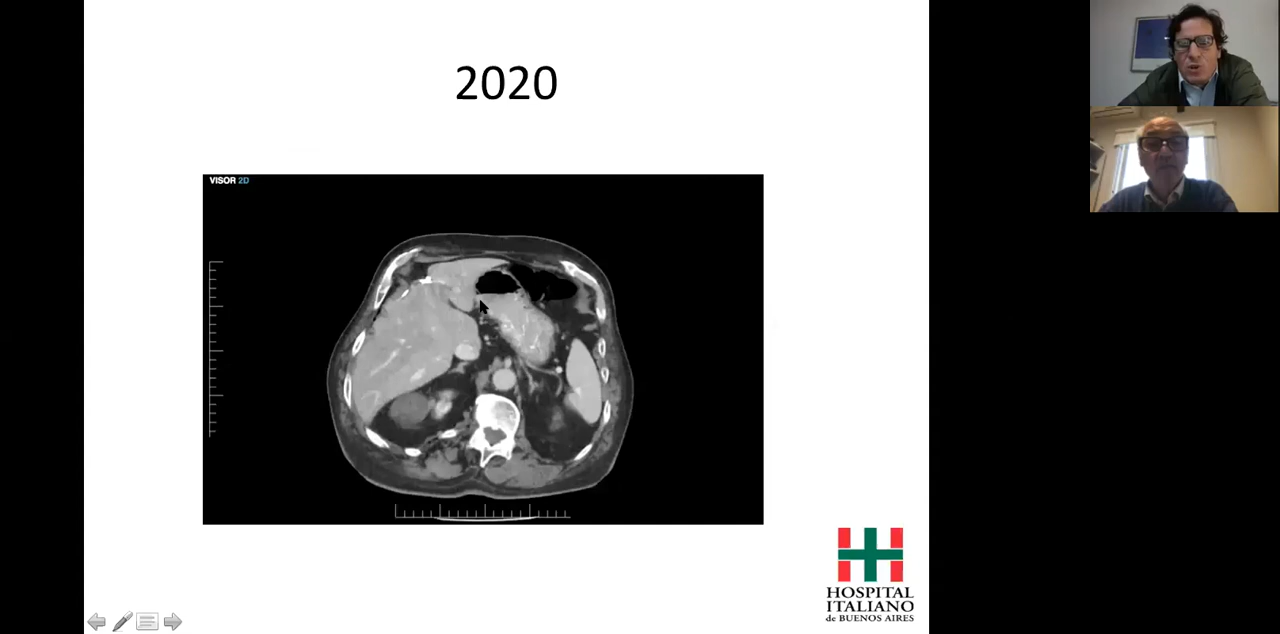 2020
VISOR 2D
HOSPITAL
ITALIANO
de BUENOS AIRES